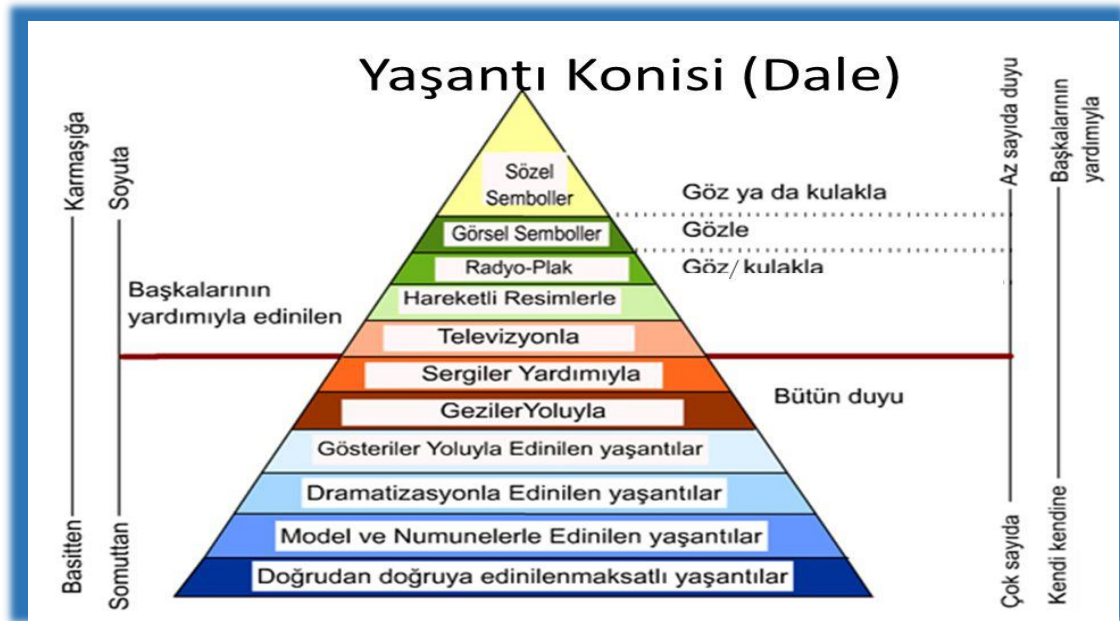 Yaşantı Konisi (Dale)
Karmaşığa
Basitten
Soyuta
Somuttan
Başkalarının
yardımıyla edinilen
Sözel
Semboller
Görsel Semboller
Radyo-Plak
Hareketli Resimlerle
Televizyonla
Sergiler Yardımıyla
GezilerYoluyla
Gösteriler Yoluyla Edinilen yaşantılar
Dramatizasyonla Edinilen yaşantılar
Model ve Numunelerle Edinilen yaşantılar
Doğrudan doğruya edinilenmaksatlı yaşantılar
Göz ya da kulakla
Gözle
Göz/ kulakla
Bütün duyu
Az sayıda duyu
Çok sayıda
Başkalarının
yardımıyla
Kendi kendine